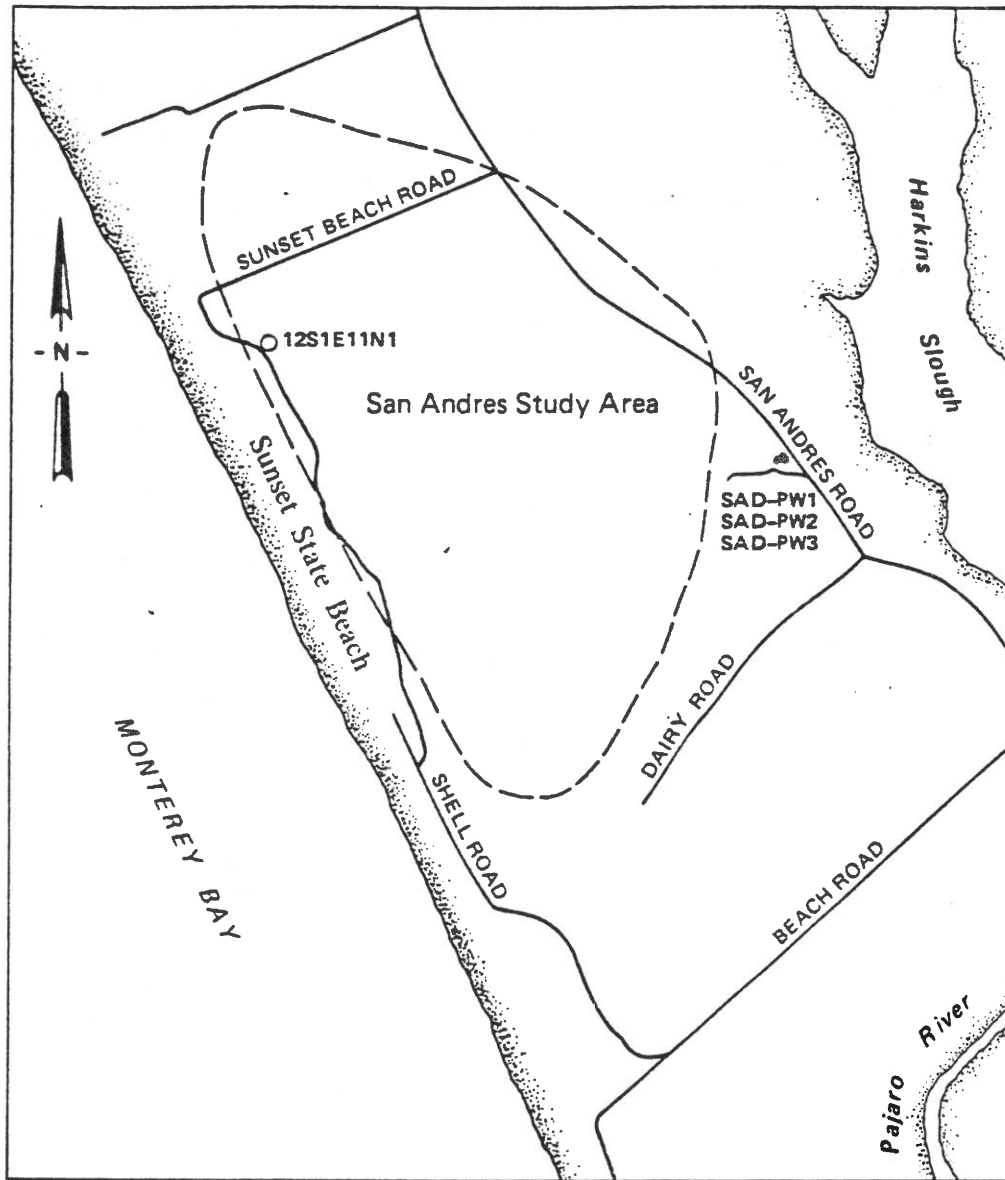 SUNSET BEACH ROAD
Harkins
Slough
- N -
12S1E11N1
San Andres Study Area
SAN ANDRES ROAD
Sunset State Beach
SAD-PW1
SAD-PW2
SAD-PW3
DAIRY ROAD
MONTEREY BAY
SHELL ROAD
BEACH ROAD
Pajaro River